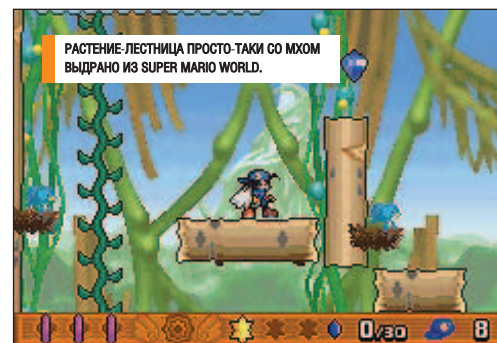 РАСТЕНИЕ-ЛЕСТНИЦА ПРОСТО-ТАКИ СО МХОМ
ВЫДРАНО ИЗ SUPER MARIO WORLD.
0/30 8